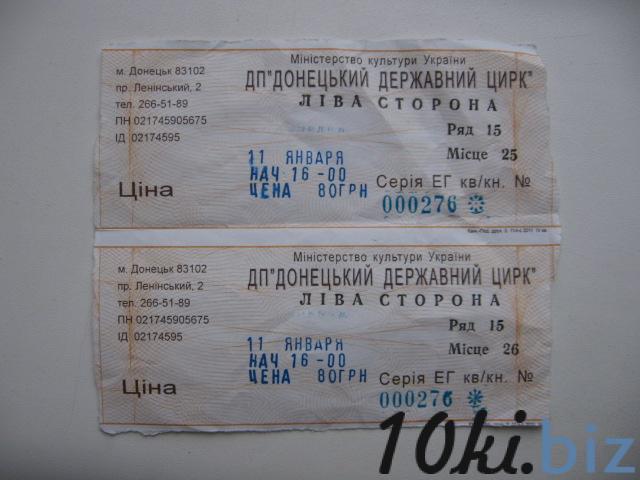 Міністерство культури України
м. Донецьк 83102
ДП"ДОНЕЦЬКИЙ ДЕРЖАВНИЙ ЦИРК"
пр. Ленінський, 2
ЛІВА СТОРОНА
тел. 266-51-89
ПН 021745905675
ІД 02174595
Ряд 15
11 ЯНВАРЯ
Місце 25
НАЧ 16-00
ЦЕНА 80ГРН
Ціна
Серія ЕГ кв/кн. №
000276
Міністерство культури України
м. Донецьк 83102
ДП"ДОНЕЦЬКИЙ ДЕРЖАВНИЙ ЦИРК"
пр. Ленінський, 2
ЛІВА СТОРОНА
тел. 266-51-89
ПН 021745905675
ІД 02174595
Ряд 15
11 ЯНВАРЯ
Місце 26
НАЧ 16-00
ЦЕНА 80ГРН
Ціна
Серія ЕГ кв/кн. №
000276
10ki.biz